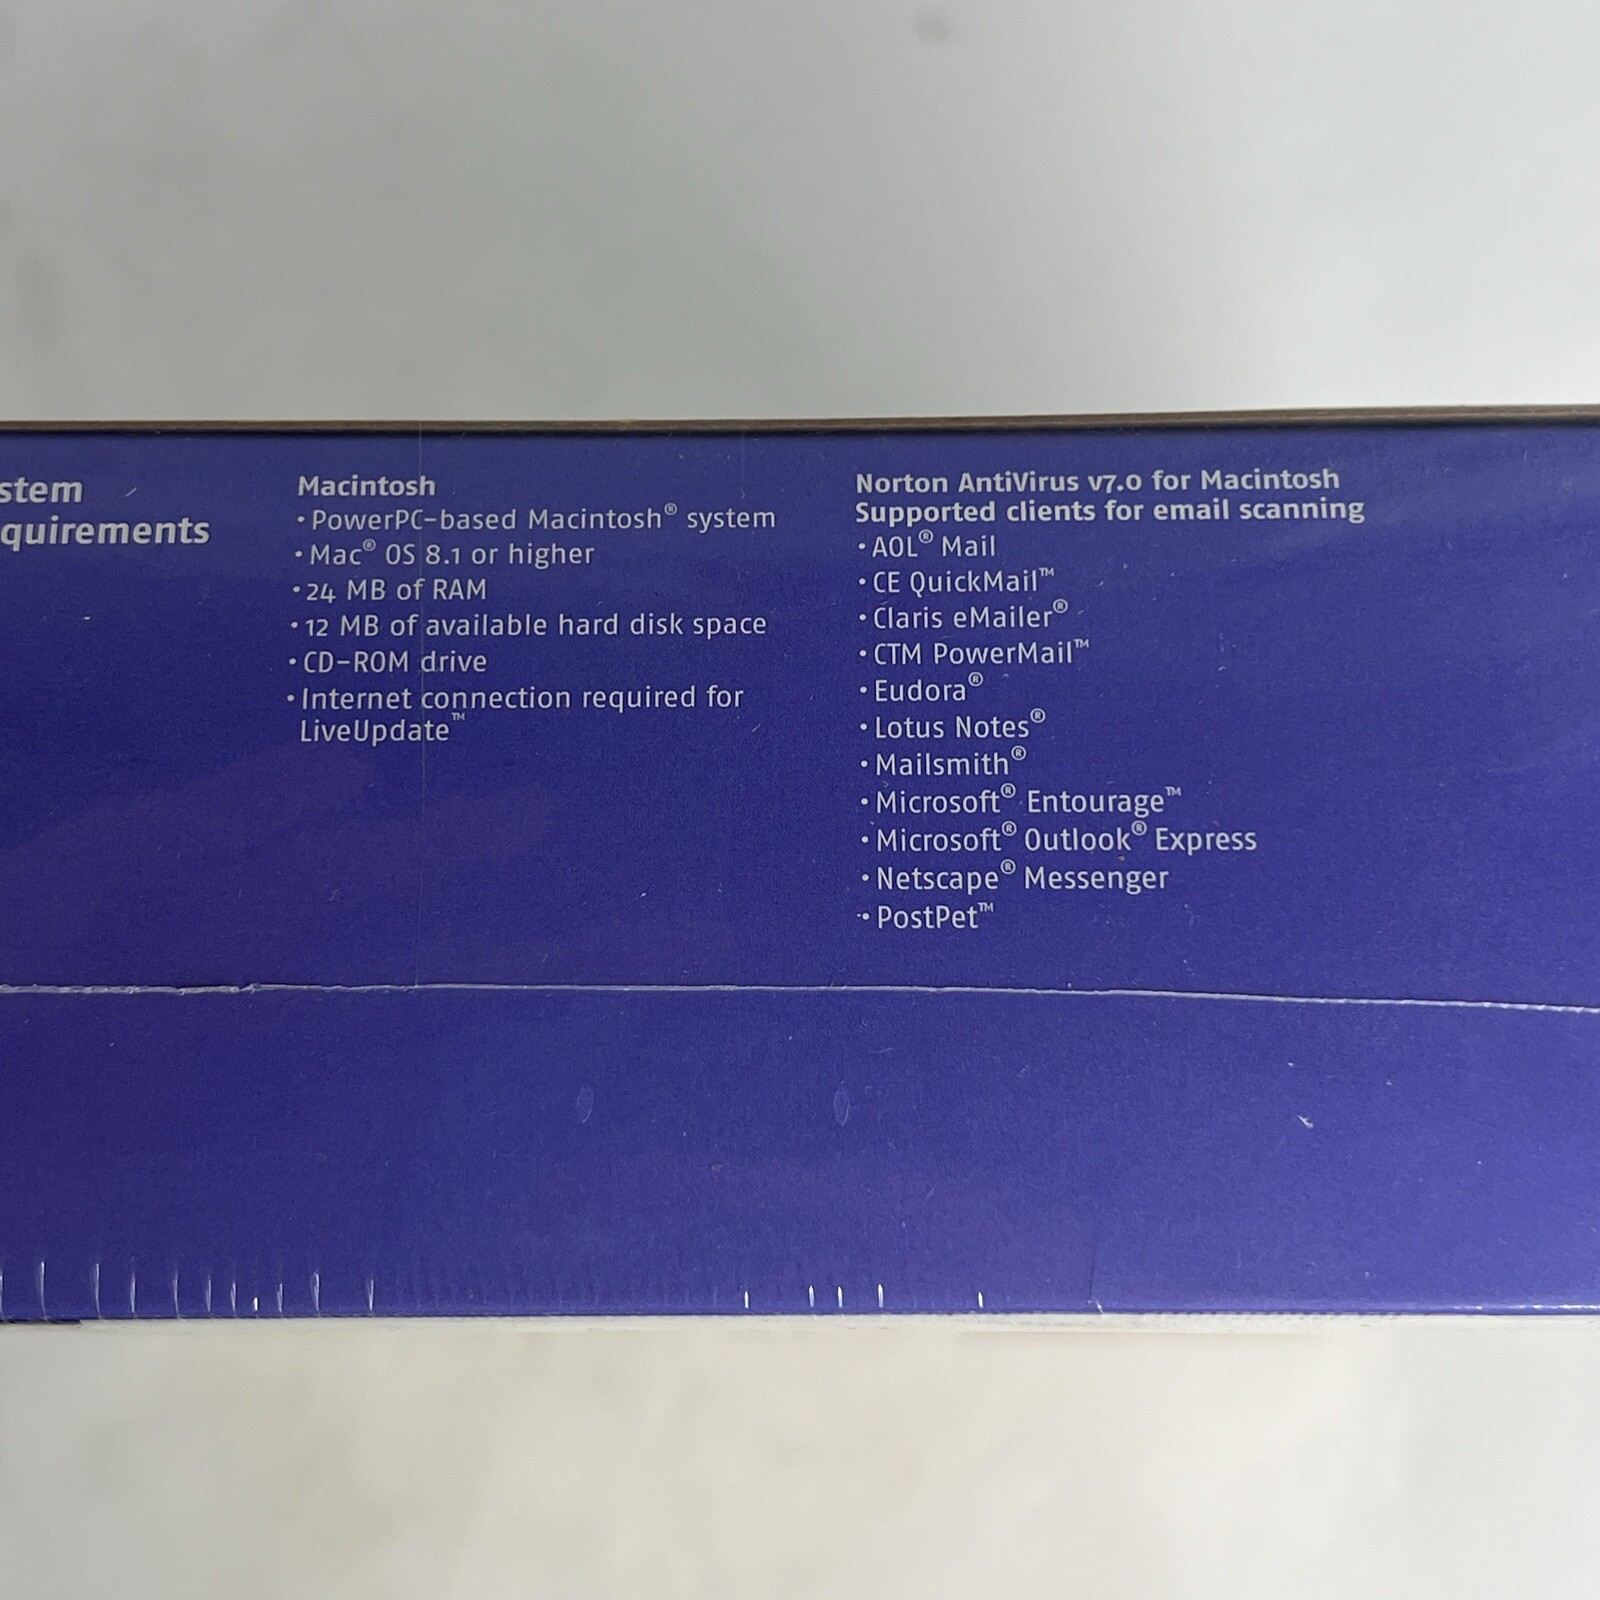 stem
quirements
Macintosh
• PowerPC-based Macintosh® system
• Mac® OS 8.1 or higher
• 24 MB of RAM
• 12 MB of available hard disk space
• CD-ROM drive
• Internet connection required for
LiveUpdate™
Norton AntiVirus v7.0 for Macintosh
Supported clients for email scanning
• AOL® Mail
• CE QuickMail™
• Claris eMailer®
• CTM PowerMail™
• Eudora®
• Lotus Notes®
• Mailsmith®
• Microsoft® Entourage™
• Microsoft® Outlook® Express
• Netscape® Messenger
• PostPet™